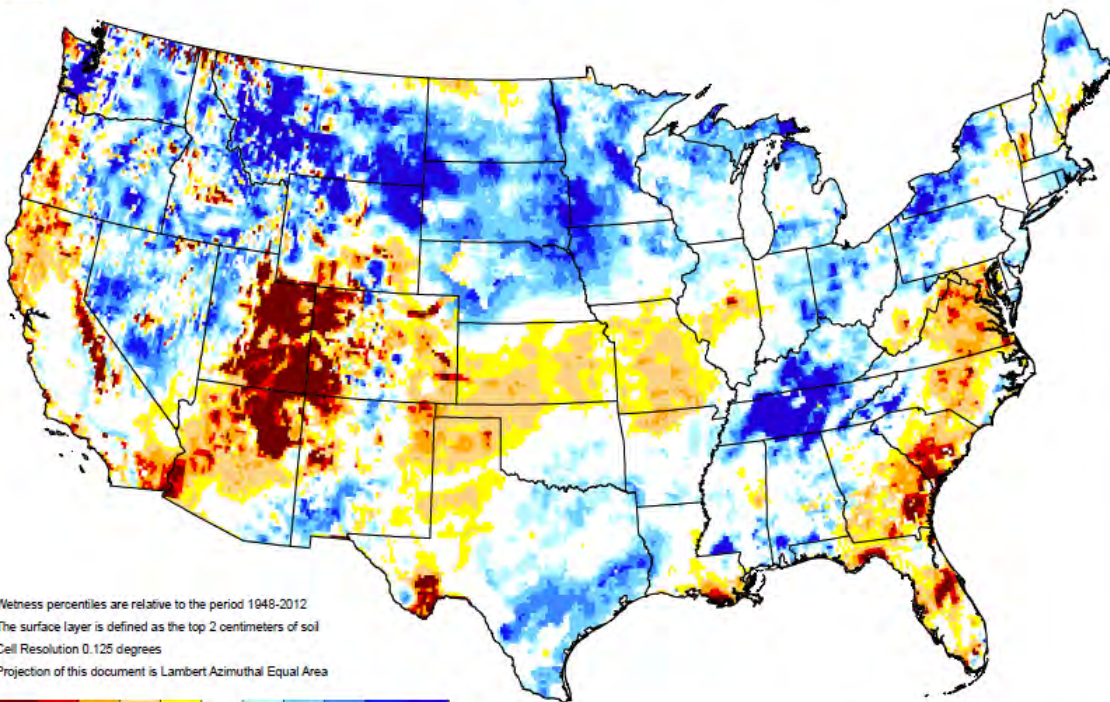 Wetness percentiles are relative to the period 1948-2012
The surface layer is defined as the top 2 centimeters of soil
Cell Resolution 0.125 degrees
Projection of this document is Lambert Azimuthal Equal Area